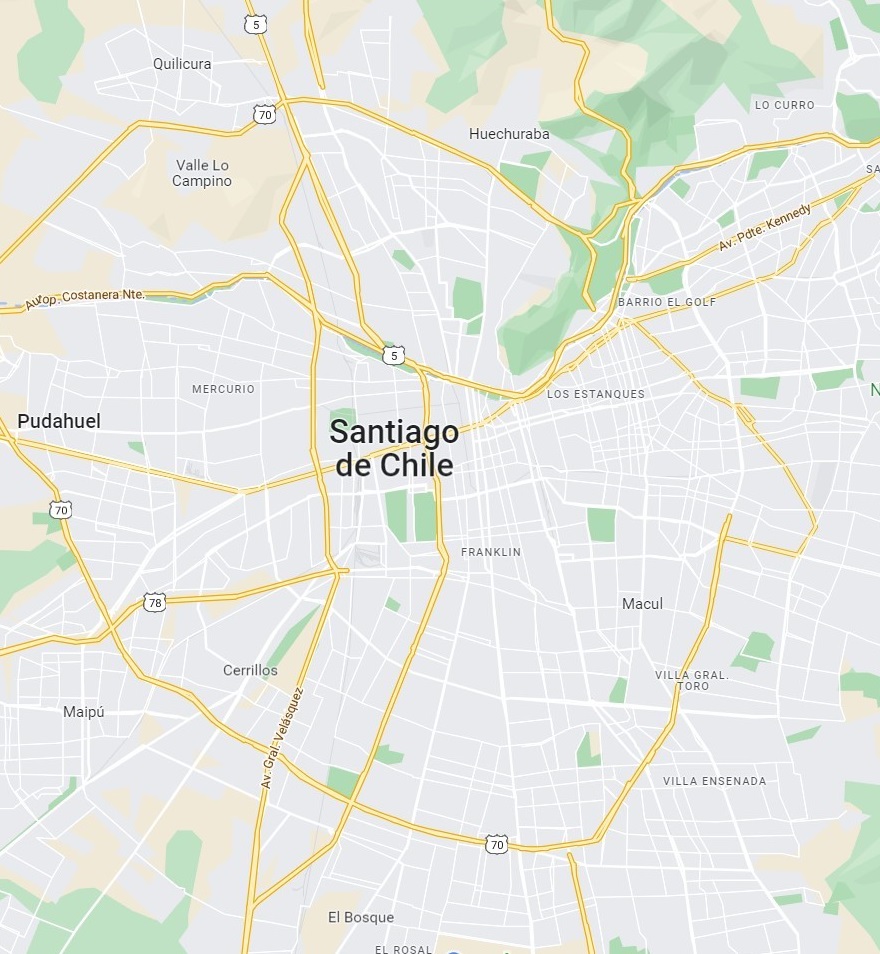 5
Quilicura
LO CURRO
70
Huechuraba
Valle Lo
Campino
SA
Av. Pdte. Kennedy
Autop. Costanera Nte.
BARRIO EL GOLF
5
MERCURIO
LOS ESTANQUES
N
Pudahuel
Santiago
de Chile
70
FRANKLIN
78
Macul
Cerrillos
VILLA GRAL.
TORO
Maipú
Av. Gral. Velásquez
VILLA ENSENADA
70
El Bosque
EL ROSAL